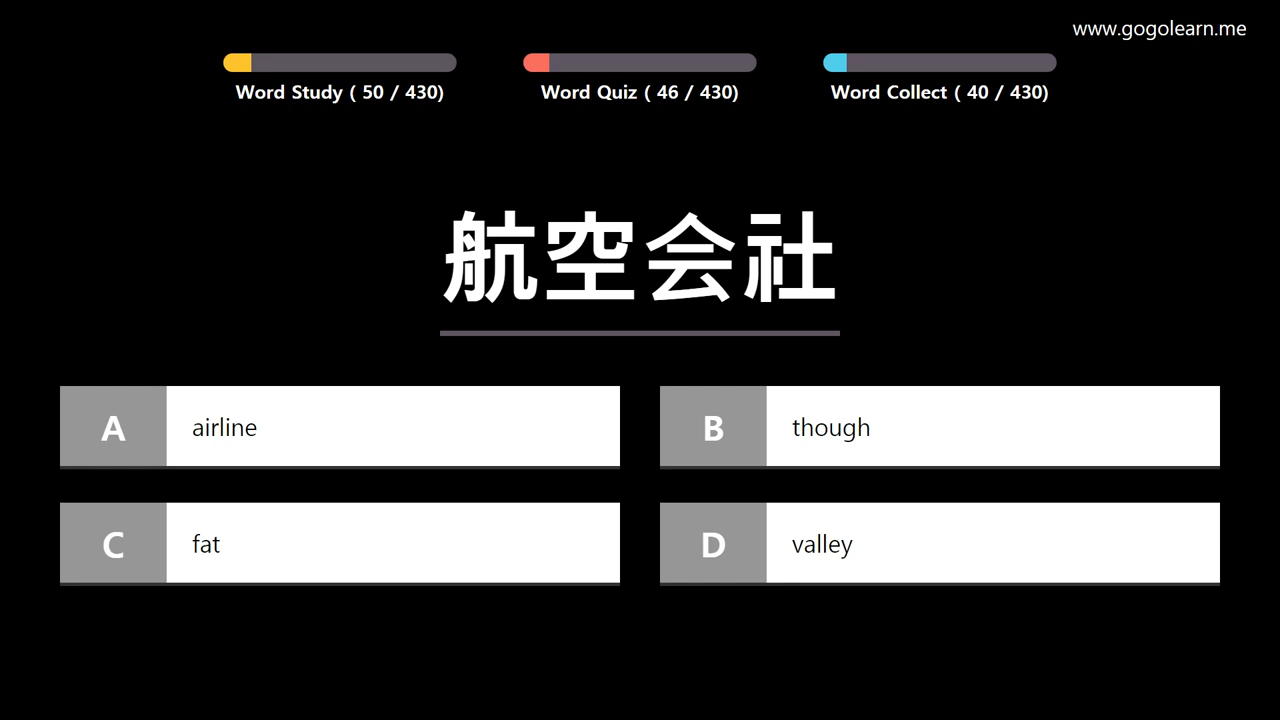 www.gogolearn.me
Word Study ( 50 / 430)
Word Quiz ( 46 / 430)
Word Collect ( 40 / 430)
航空会社
A airline
B though
C fat
D valley